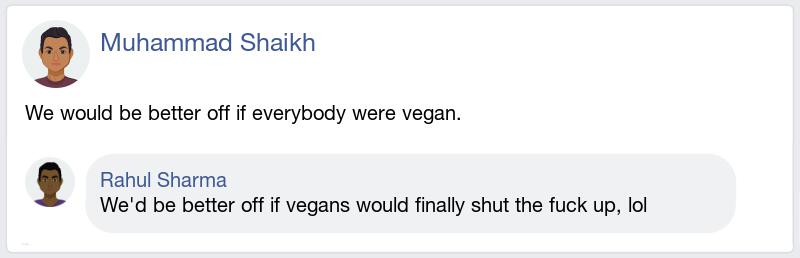 Muhammad Shaikh
We would be better off if everybody were vegan.
Rahul Sharma
We'd be better off if vegans would finally shut the fuck up, lol